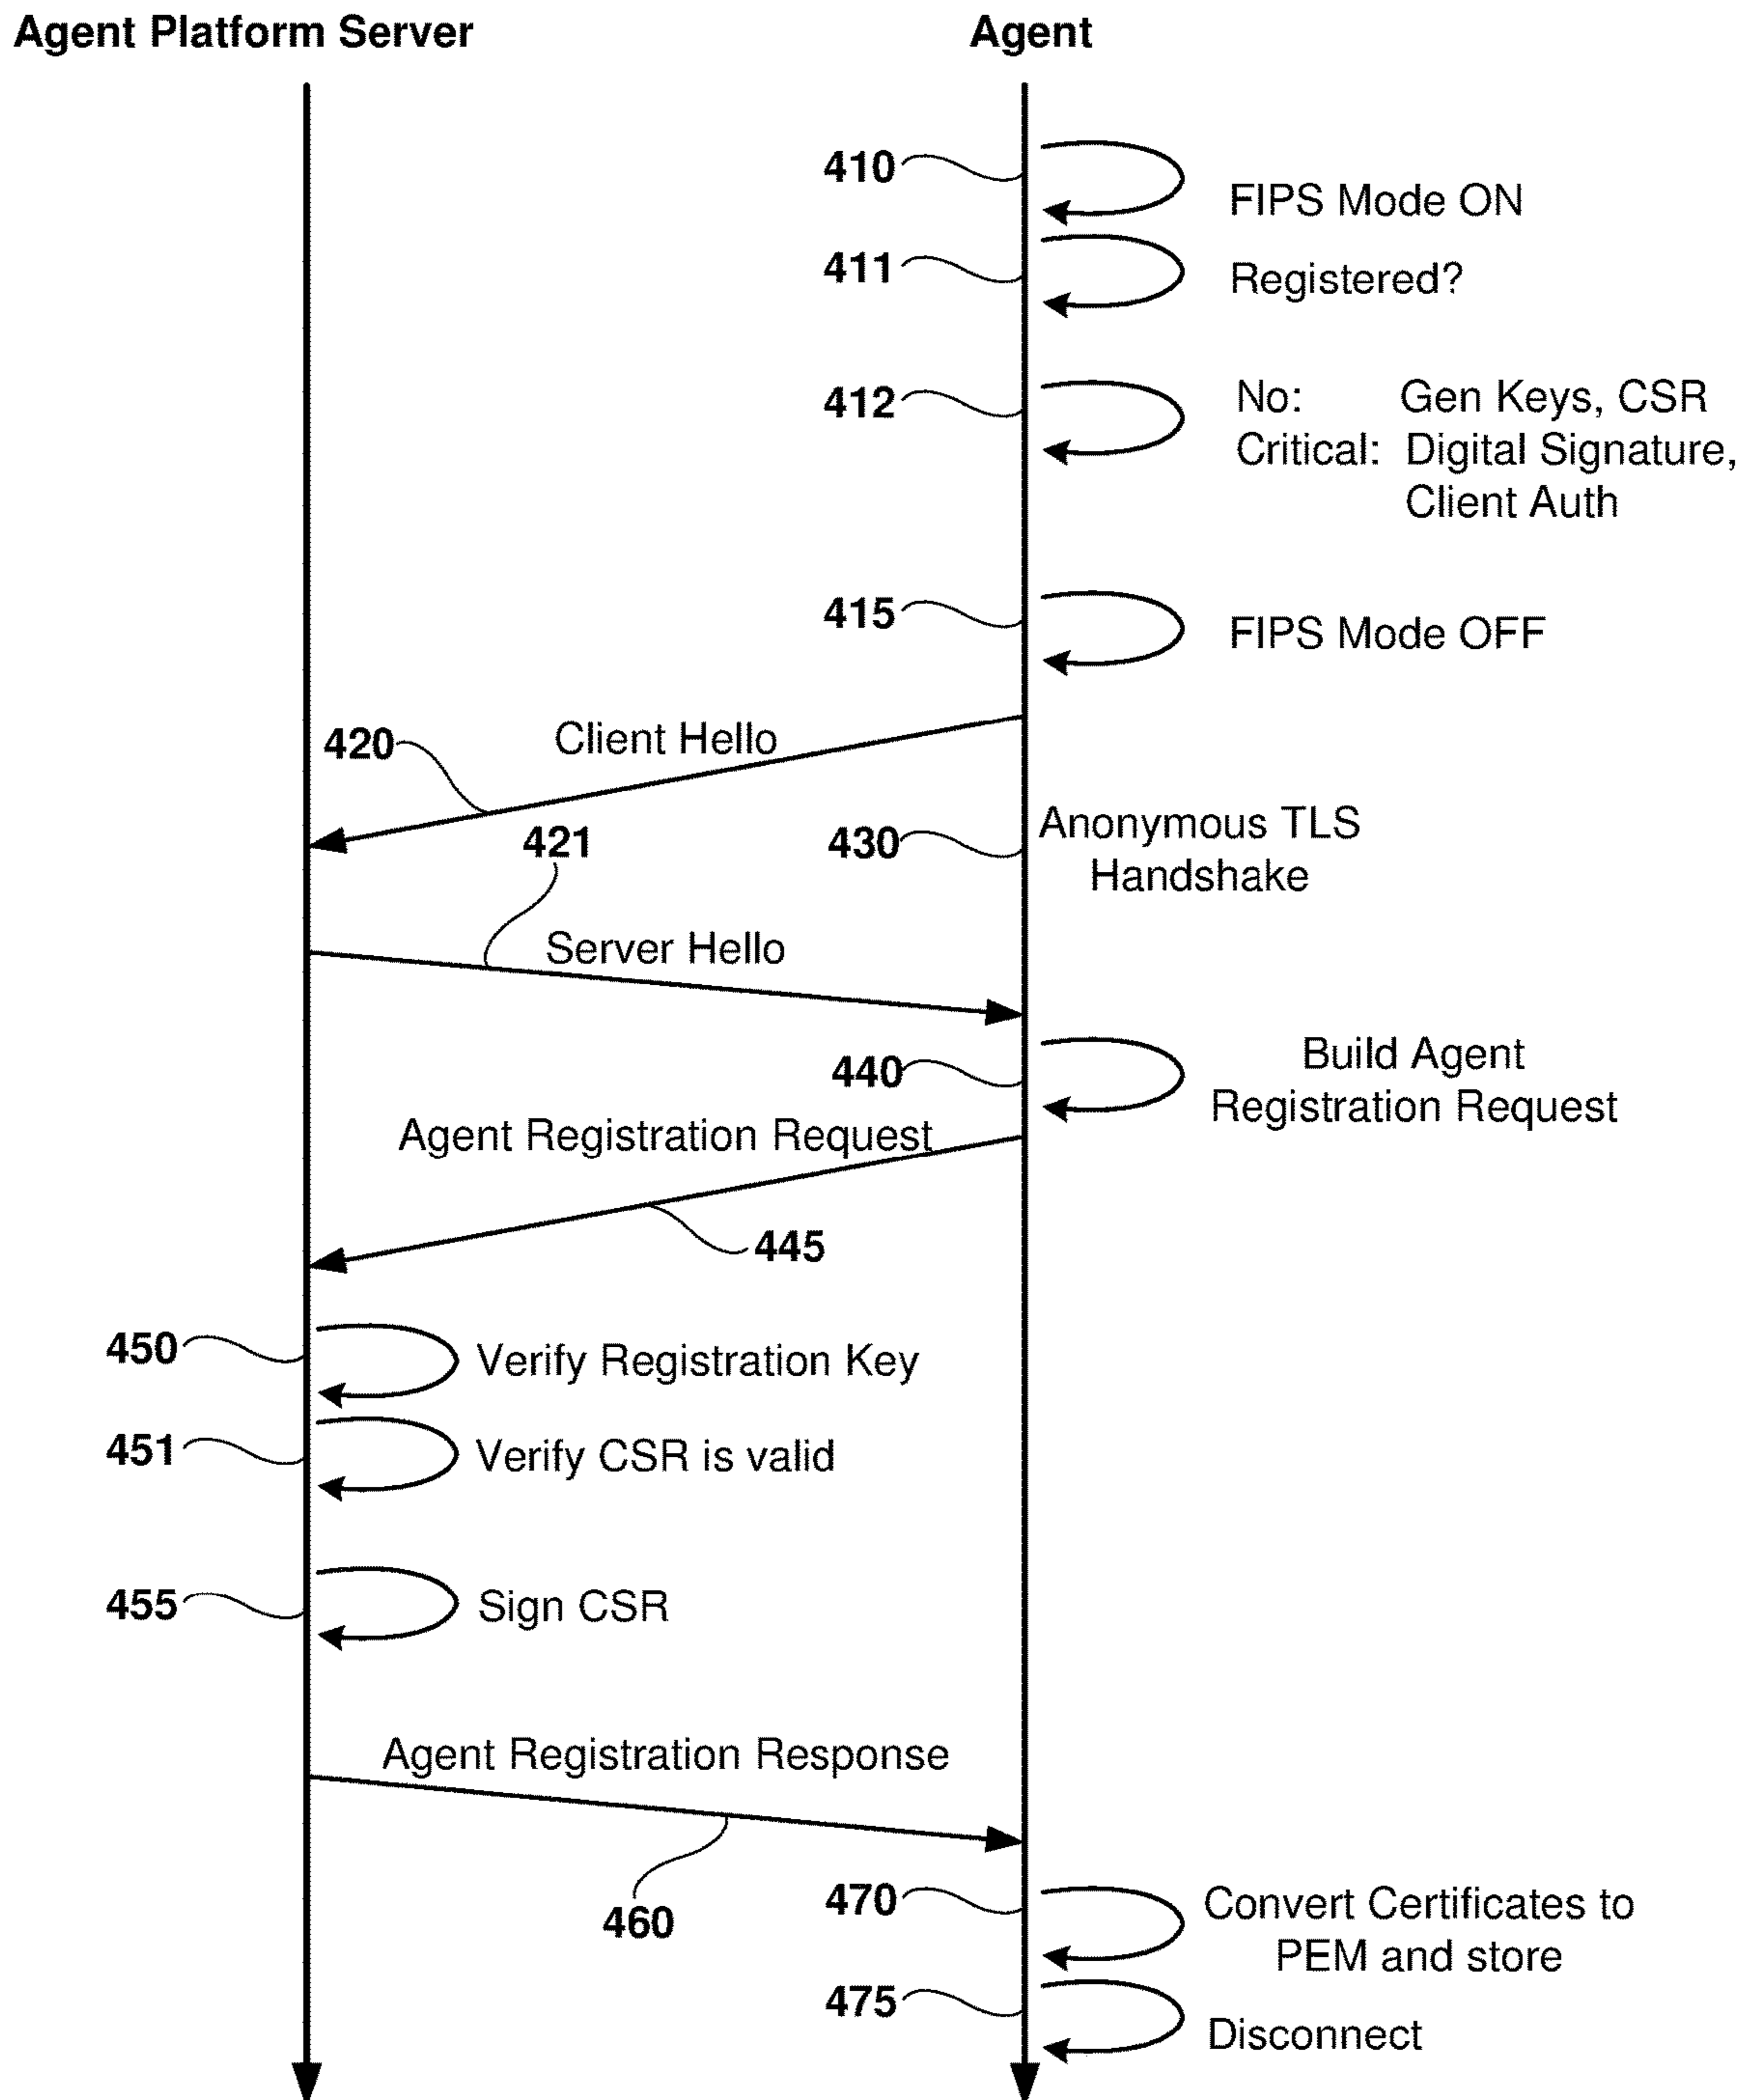 Agent Platform Server
Agent
410
FIPS Mode ON
411
Registered?
412
No: Gen Keys, CSR
Critical: Digital Signature,
Client Auth
415
FIPS Mode OFF
420
Client Hello
421
430
Anonymous TLS
Handshake
Server Hello
440
Build Agent
Registration Request
Agent Registration Request
445
450
Verify Registration Key
451
Verify CSR is valid
455
Sign CSR
Agent Registration Response
460
470
Convert Certificates to
PEM and store
475
Disconnect